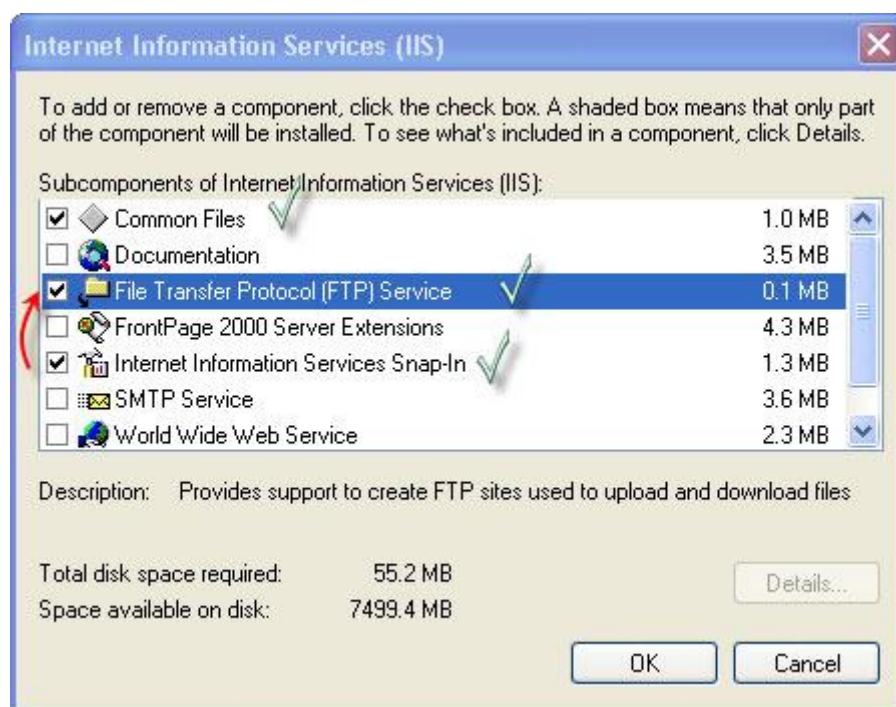 Internet Information Services (IIS)
To add or remove a component, click the check box. A shaded box means that only part
of the component will be installed. To see what's included in a component, click Details.
Subcomponents of Internet Information Services (IIS):
Common Files 1.0 MB
Documentation 3.5 MB
File Transfer Protocol (FTP) Service 0.1 MB
FrontPage 2000 Server Extensions 4.3 MB
Internet Information Services Snap-In 1.3 MB
SMTP Service 3.6 MB
World Wide Web Service 2.3 MB
Description: Provides support to create FTP sites used to upload and download files
Total disk space required: 55.2 MB
Details...
Space available on disk: 7499.4 MB
OK Cancel